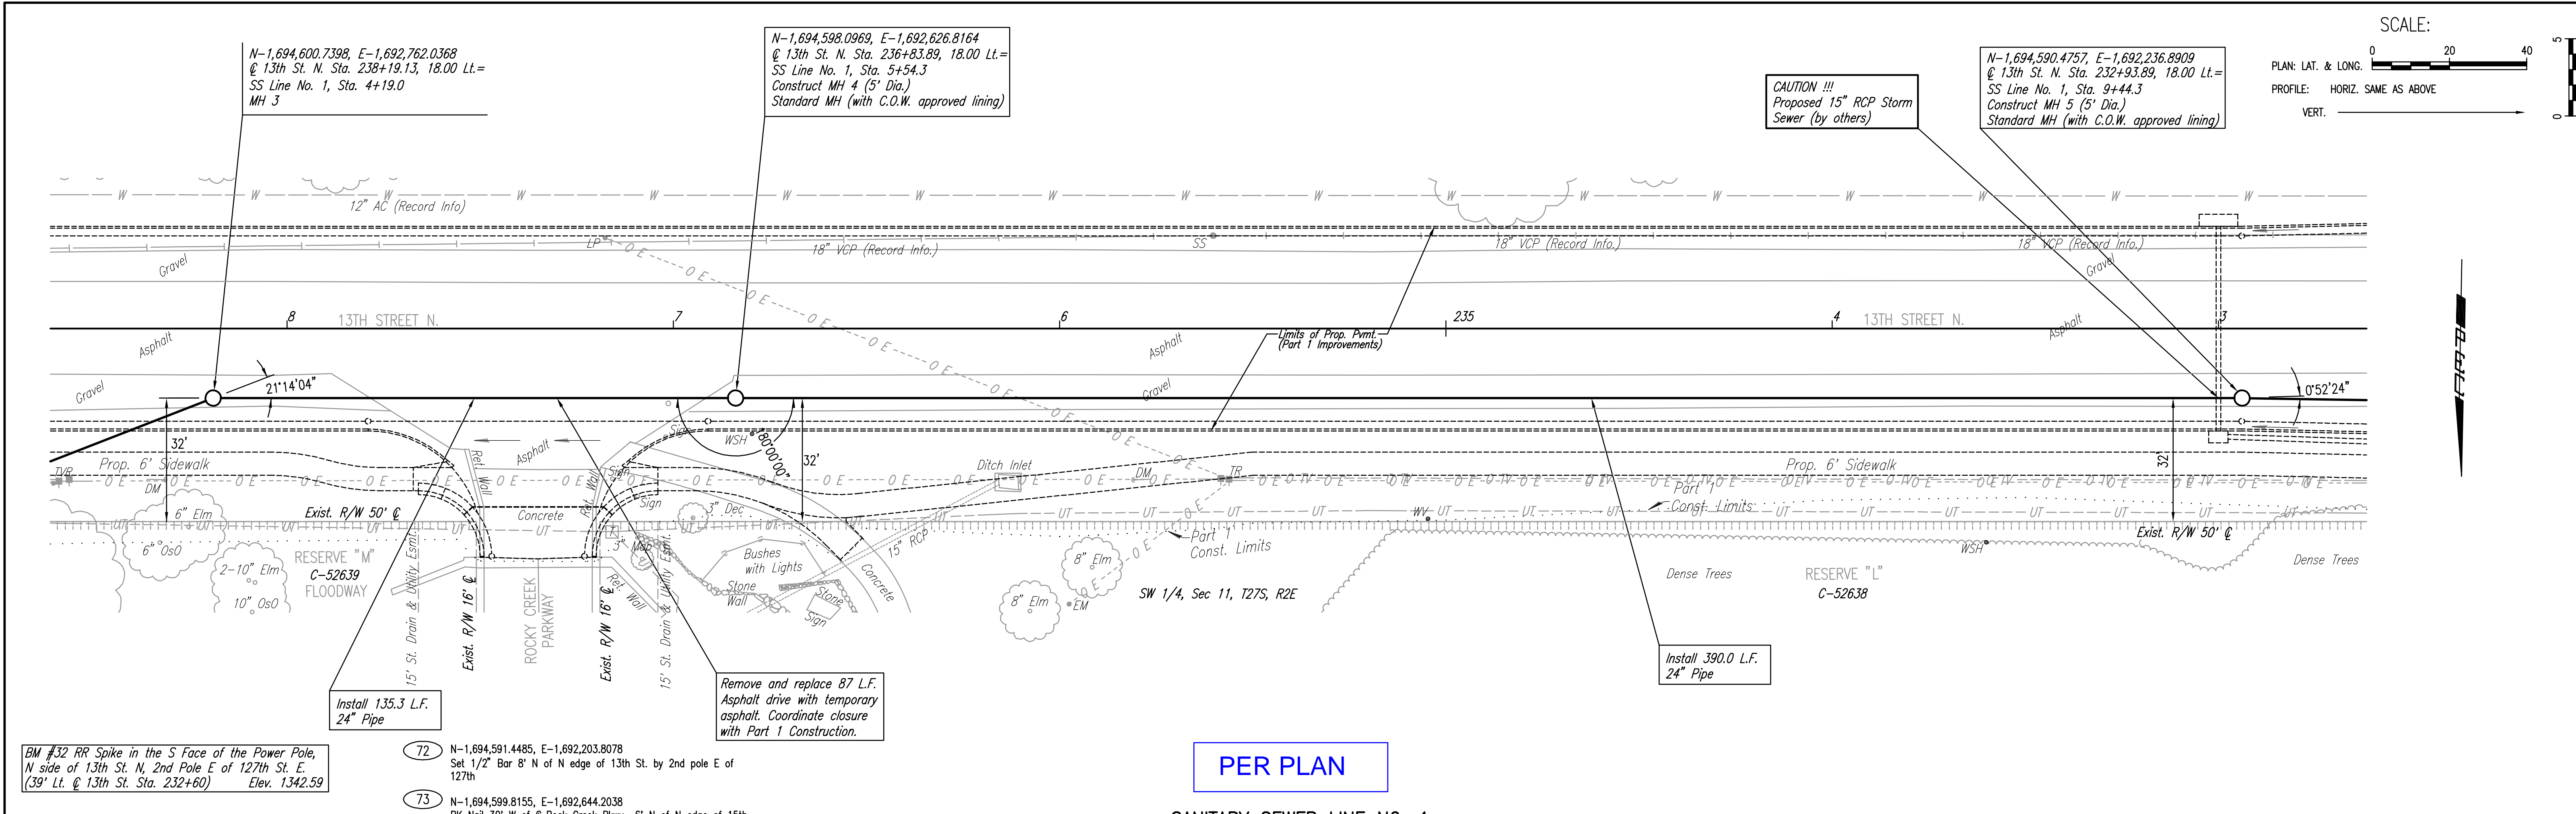 SCALE:
0 20 40
PLAN: LAT. & LONG.
PROFILE: HORIZ. SAME AS ABOVE
VERT.
5
0
N-1,694,600.7398, E-1,692,762.0368
℄ 13th St. N. Sta. 238+19.13, 18.00 Lt.=
SS Line No. 1, Sta. 4+19.0
MH 3
N-1,694,598.0969, E-1,692,626.8164
℄ 13th St. N. Sta. 236+83.89, 18.00 Lt.=
SS Line No. 1, Sta. 5+54.3
Construct MH 4 (5' Dia.)
Standard MH (with C.O.W. approved lining)
CAUTION !!!
Proposed 15" RCP Storm
Sewer (by others)
N-1,694,590.4757, E-1,692,236.8909
℄ 13th St. N. Sta. 232+93.89, 18.00 Lt.=
SS Line No. 1, Sta. 9+44.3
Construct MH 5 (5' Dia.)
Standard MH (with C.O.W. approved lining)
W W W W W W W W W W W W W W W W W
12" AC (Record Info)
LP
18" VCP (Record Info.)
SS
18" VCP (Record Info.)
18" VCP (Record Info.)
Gravel
Gravel
8
13TH STREET N.
7
6
235
4
13TH STREET N.
3
Asphalt
Asphalt
Asphalt
Limits of Prop. Pvmt.
(Part 1 Improvements)
Gravel
21°14'04"
Gravel
0°52'24"
32'
Prop. 6' Sidewalk
TVR
DM
Ret. Wall
Asphalt
Sign
WSH
180°00'00"
32'
Sign
Ret. Wall
Sign
Ditch Inlet
DM
TR
Prop. 6' Sidewalk
32'
Part 1
Const. Limits
6" Elm
Exist. R/W 50' ℄
Concrete
3" Dec
WV
Part 1
Const. Limits
Exist. R/W 50' ℄
6" OsO
2-10" Elm
10" OsO
RESERVE "M"
C-52639
FLOODWAY
15' St. Drain & Utility Esmt.
Exist. R/W 16' ℄
ROCKY CREEK
PARKWAY
Exist. R/W 16' ℄
Ret. Wall
15' St. Drain & Utility Esmt.
Bushes
with Lights
Stone
Wall
Stone
Sign
15" RCP
Concrete
8" Elm
8" Elm
EM
SW 1/4, Sec 11, T27S, R2E
Dense Trees
RESERVE "L"
C-52638
WSH
Dense Trees
Install 135.3 L.F.
24" Pipe
Remove and replace 87 L.F.
Asphalt drive with temporary
asphalt. Coordinate closure
with Part 1 Construction.
Install 390.0 L.F.
24" Pipe
BM #32 RR Spike in the S Face of the Power Pole,
N side of 13th St. N, 2nd Pole E of 127th St. E.
(39' Lt. ℄ 13th St. Sta. 232+60) Elev. 1342.59
72 N-1,694,591.4485, E-1,692,203.8078
Set 1/2" Bar 8' N of N edge of 13th St. by 2nd pole E of
127th
73 N-1,694,599.8155, E-1,692,644.2038
PER PLAN
SANITARY SEWER LINE NO. 1